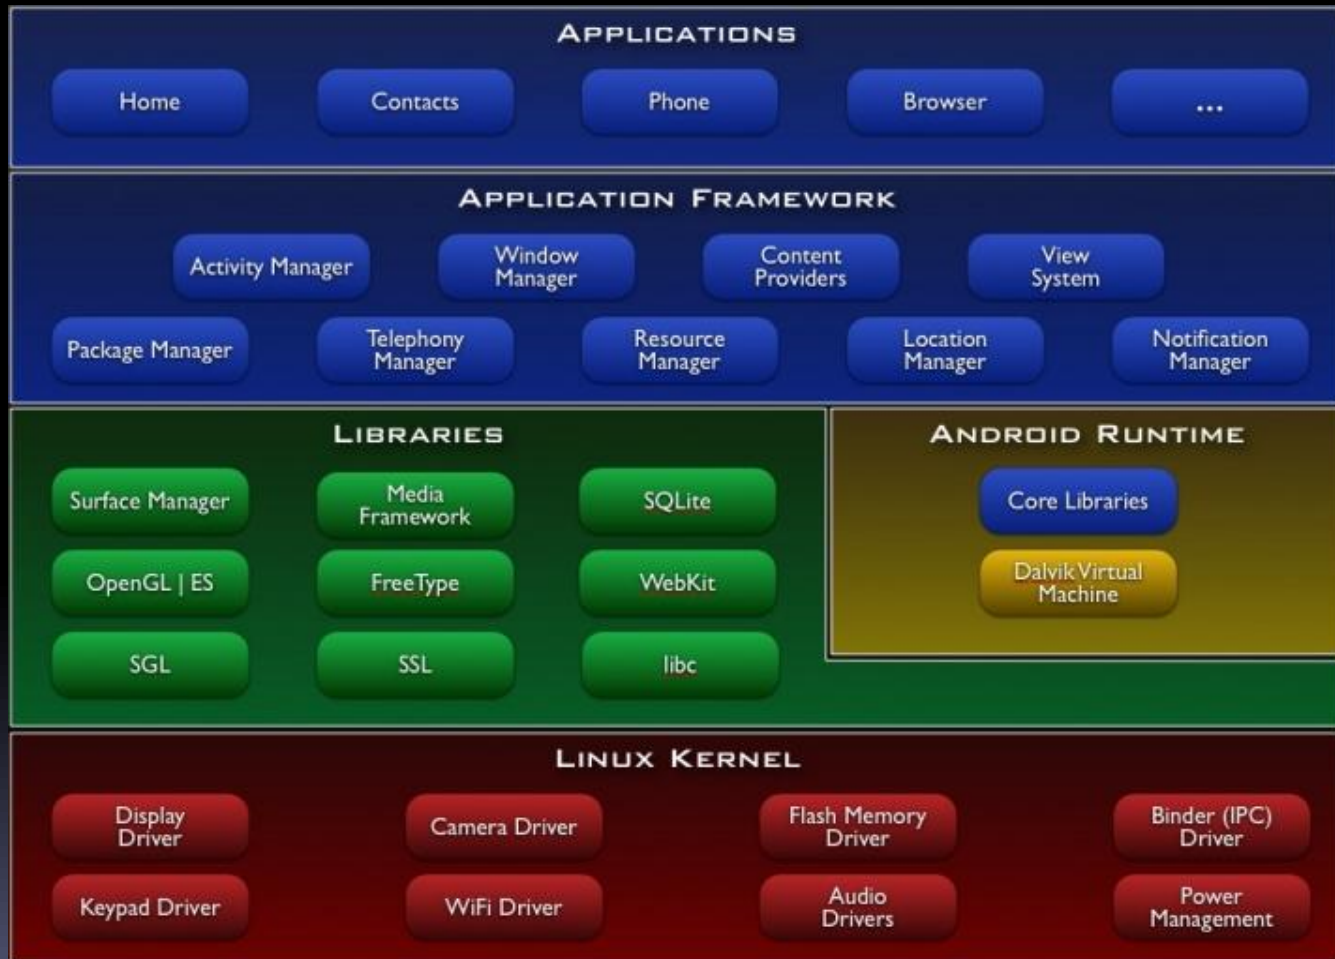 APPLICATIONS
Home
Contacts
Phone
Browser
...
APPLICATION FRAMEWORK
Activity Manager
Window
Manager
Content
Providers
View
System
Package Manager
Telephony
Manager
Resource
Manager
Location
Manager
Notification
Manager
LIBRARIES
Surface Manager
Media
Framework
SQLite
OpenGL | ES
FreeType
WebKit
SGL
SSL
libc
ANDROID RUNTIME
Core Libraries
Dalvik Virtual
Machine
LINUX KERNEL
Display
Driver
Camera Driver
Flash Memory
Driver
Binder (IPC)
Driver
Keypad Driver
WiFi Driver
Audio
Drivers
Power
Management